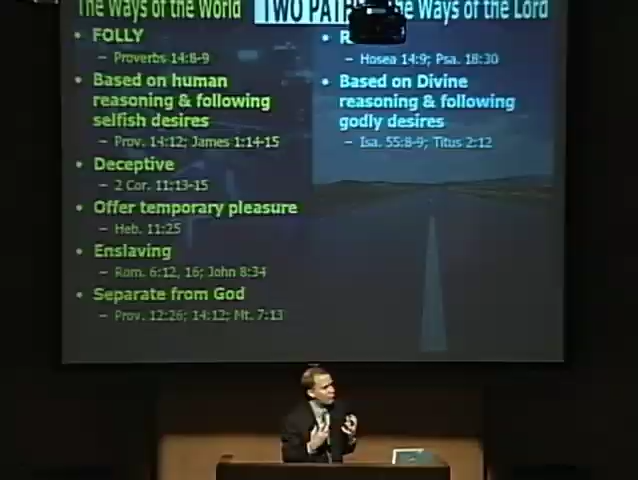 The Ways of the World
TWO PATHS
The Ways of the Lord
• FOLLY
– Proverbs 14:8-9
• Based on human
reasoning & following
selfish desires
– Prov. 14:12; James 1:14-15
• Deceptive
– 2 Cor. 11:13-15
• Offer temporary pleasure
– Heb. 11:25
• Enslaving
– Rom. 6:12, 16; John 8:34
• Separate from God
– Prov. 12:26; 14:12; Mt. 7:13
– Hosea 14:9; Psa. 18:30
• Based on Divine
reasoning & following
godly desires
– Isa. 55:8-9; Titus 2:12